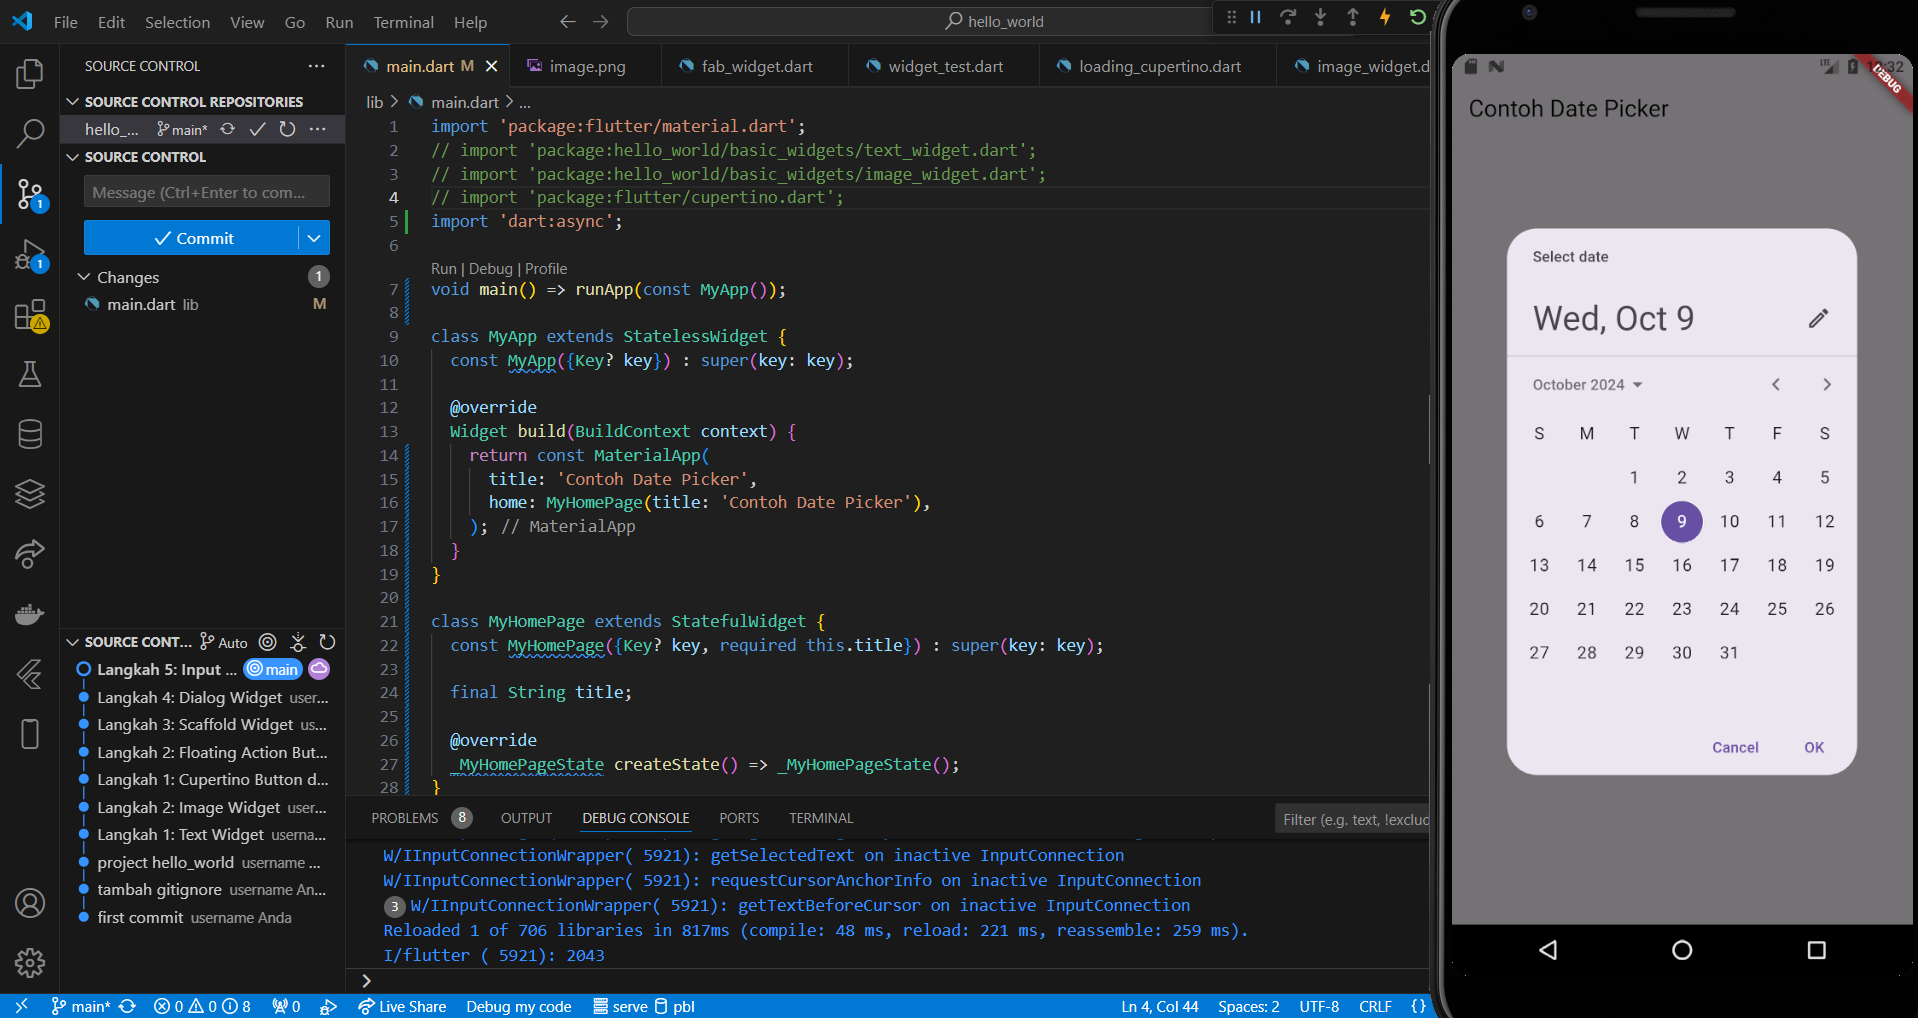 File Edit Selection View Go Run Terminal Help
hello_world
SOURCE CONTROL
SOURCE CONTROL REPOSITORIES
hello_... main*
SOURCE CONTROL
Message (Ctrl+Enter to com...
Commit
Changes 1
main.dart lib M
SOURCE CONT... Auto
Langkah 5: Input ... main
Langkah 4: Dialog Widget user...
Langkah 3: Scaffold Widget us...
Langkah 2: Floating Action But...
Langkah 1: Cupertino Button d...
Langkah 2: Image Widget user...
Langkah 1: Text Widget userna...
project hello_world username ...
tambah gitignore username An...
first commit username Anda
1
1
main.dart M image.png fab_widget.dart widget_test.dart loading_cupertino.dart image_widget.d
lib > main.dart > ...
1 import 'package:flutter/material.dart';
2 // import 'package:hello_world/basic_widgets/text_widget.dart';
3 // import 'package:hello_world/basic_widgets/image_widget.dart';
4 // import 'package:flutter/cupertino.dart';
5 import 'dart:async';
6
Run | Debug | Profile
7 void main() => runApp(const MyApp());
8
9 class MyApp extends StatelessWidget {
10 const MyApp({Key? key}) : super(key: key);
11
12 @override
13 Widget build(BuildContext context) {
14 return const MaterialApp(
15 title: 'Contoh Date Picker',
16 home: MyHomePage(title: 'Contoh Date Picker'),
17 ); // MaterialApp
18 }
19 }
20
21 class MyHomePage extends StatefulWidget {
22 const MyHomePage({Key? key, required this.title}) : super(key: key);
23
24 final String title;
25
26 @override
27 _MyHomePageState createState() => _MyHomePageState();
28 }
PROBLEMS 8 OUTPUT DEBUG CONSOLE PORTS TERMINAL Filter (e.g. text, !exclud
W/IInputConnectionWrapper( 5921): getSelectedText on inactive InputConnection
W/IInputConnectionWrapper( 5921): requestCursorAnchorInfo on inactive InputConnection
3 W/IInputConnectionWrapper( 5921): getTextBeforeCursor on inactive InputConnection
Reloaded 1 of 706 libraries in 817ms (compile: 48 ms, reload: 221 ms, reassemble: 259 ms).
I/flutter ( 5921): 2043
>
main* 0 0 8 0 Live Share Debug my code serve pbl Ln 4, Col 44 Spaces: 2 UTF-8 CRLF {}
LTE
DEBUG
Contoh Date Picker
Select date
Wed, Oct 9
October 2024
S M T W T F S
1 2 3 4 5
6 7 8 9 10 11 12
13 14 15 16 17 18 19
20 21 22 23 24 25 26
27 28 29 30 31
Cancel OK